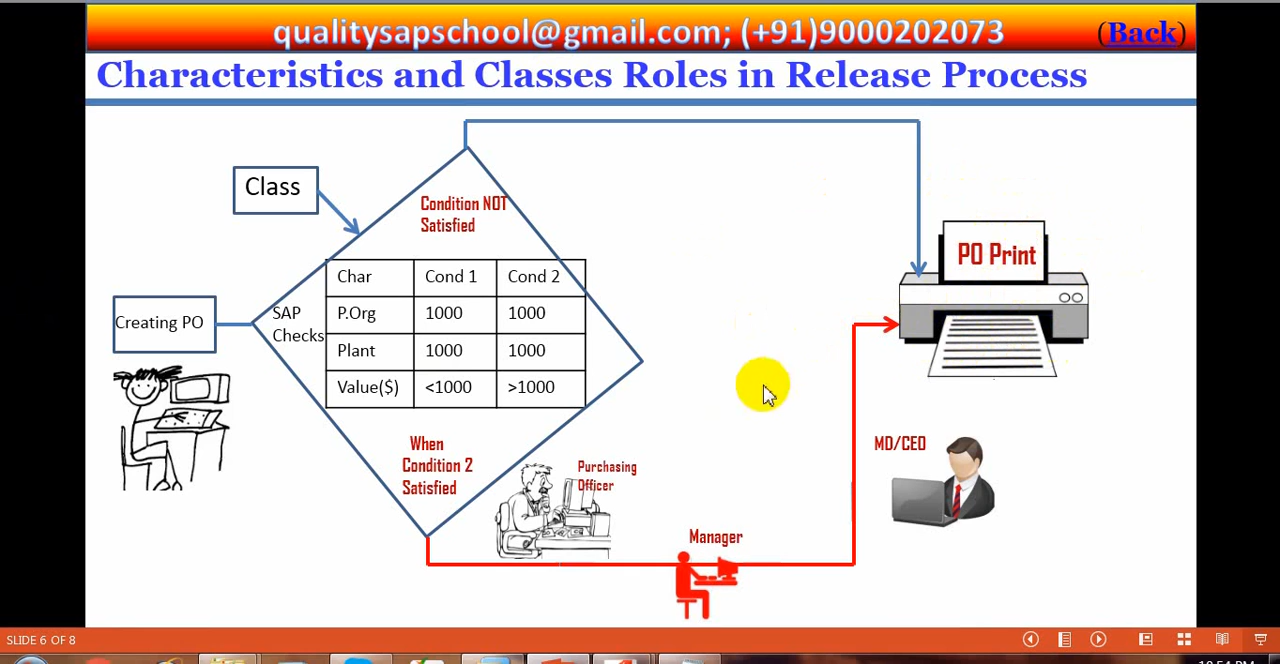 qualitysapschool@gmail.com; (+91)9000202073
(Back)
Characteristics and Classes Roles in Release Process
Class
Condition NOT
Satisfied
PO Print
Char Cond 1 Cond 2
Creating PO
SAP
Checks
P.Org 1000 1000
Plant 1000 1000
Value($) <1000 >1000
When
Condition 2
Satisfied
Purchasing
Officer
MD/CEO
Manager
SLIDE 6 OF 8